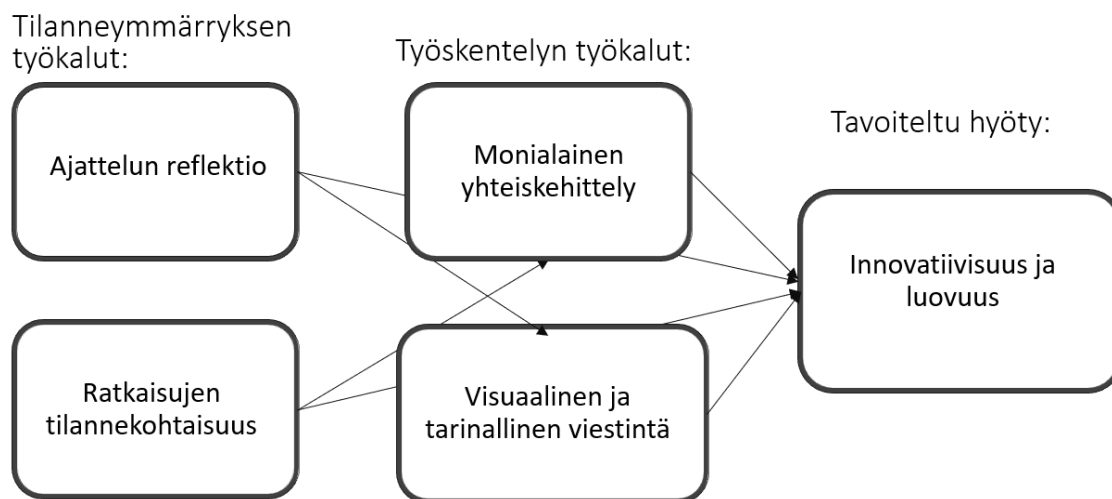 Tilanneymmärryksen
työkalut:
Ajattelun reflektio
Ratkaisujen
tilannekohtaisuus
Työskentelyn työkalut:
Monialainen
yhteiskehittely
Visuaalinen ja
tarinallinen viestintä
Tavoiteltu hyöty:
Innovatiivisuus ja
luovuus